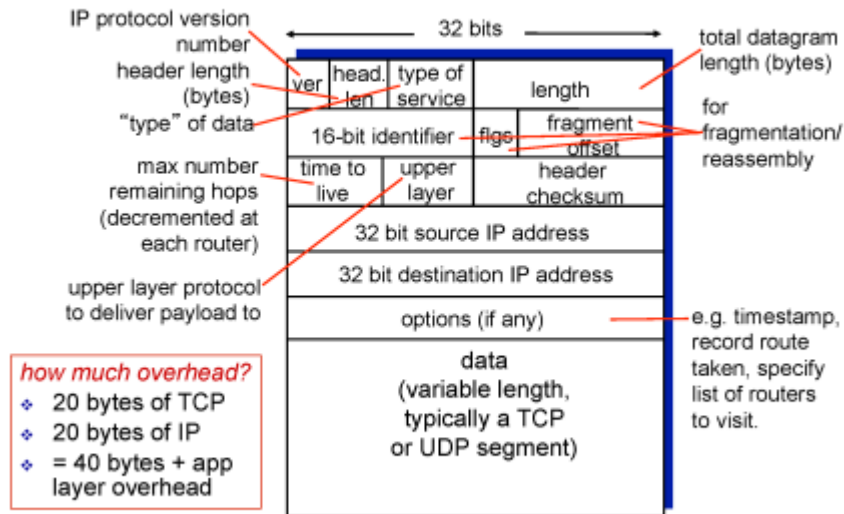 IP protocol version
number
header length
(bytes)
“type” of data
max number
remaining hops
(decremented at
each router)
upper layer protocol
to deliver payload to
how much overhead?
❖ 20 bytes of TCP
❖ 20 bytes of IP
❖ = 40 bytes + app
layer overhead
32 bits
ver
head.
len
type of
service
length
16-bit identifier
flgs
fragment
offset
time to
live
upper
layer
header
checksum
32 bit source IP address
32 bit destination IP address
options (if any)
data
(variable length,
typically a TCP
or UDP segment)
total datagram
length (bytes)
for
fragmentation/
reassembly
e.g. timestamp,
record route
taken, specify
list of routers
to visit.